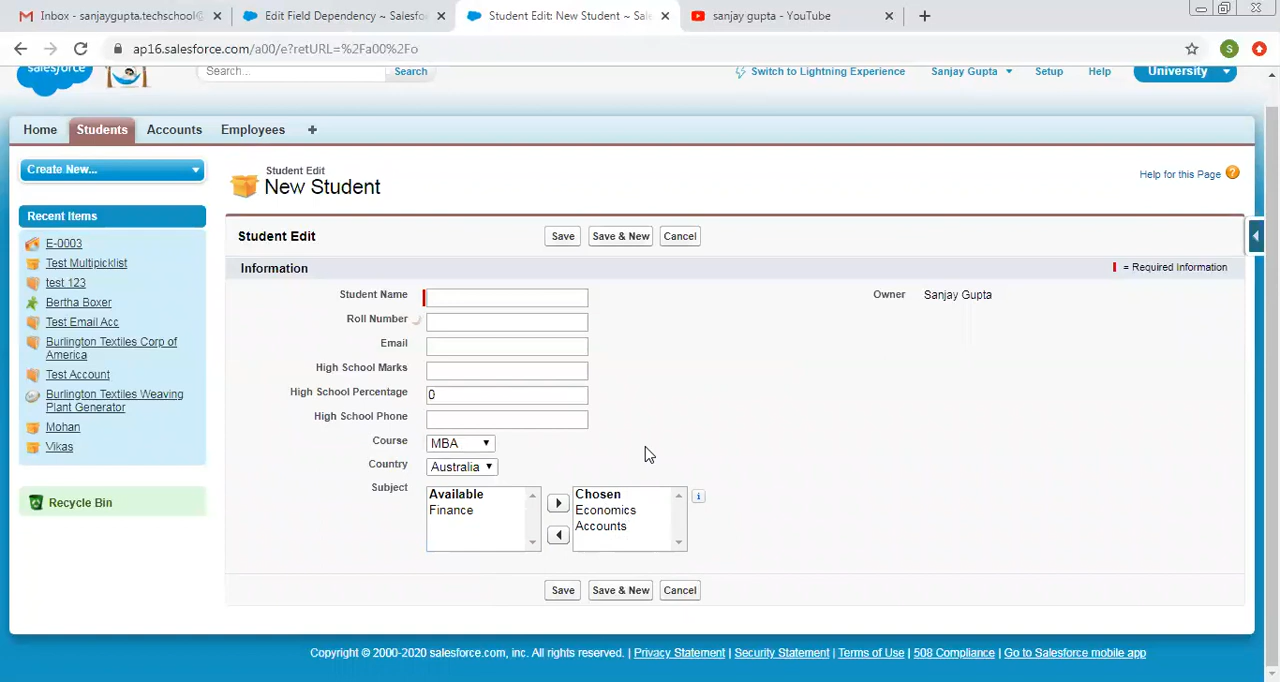 Inbox - sanjaygupta.techschool@
Edit Field Dependency ~ Salesfo
Student Edit: New Student ~ Sale
sanjay gupta - YouTube
ap16.salesforce.com/a00/e?retURL=%2Fa00%2Fo
S
salesforce
Search...
Search
Switch to Lightning Experience
Sanjay Gupta
Setup
Help
University
Home
Students
Accounts
Employees
+
Create New...
Student Edit
New Student
Help for this Page
?
Recent Items
E-0003
Test Multipicklist
test 123
Bertha Boxer
Test Email Acc
Burlington Textiles Corp of
America
Test Account
Burlington Textiles Weaving
Plant Generator
Mohan
Vikas
Recycle Bin
Student Edit
Save
Save & New
Cancel
Information
= Required Information
Student Name
Owner
Sanjay Gupta
Roll Number
Email
High School Marks
High School Percentage
0
High School Phone
Course
MBA
Country
Australia
Subject
Available
Finance
Chosen
Economics
Accounts
i
Save
Save & New
Cancel
Copyright © 2000-2020 salesforce.com, inc. All rights reserved. | Privacy Statement | Security Statement | Terms of Use | 508 Compliance | Go to Salesforce mobile app